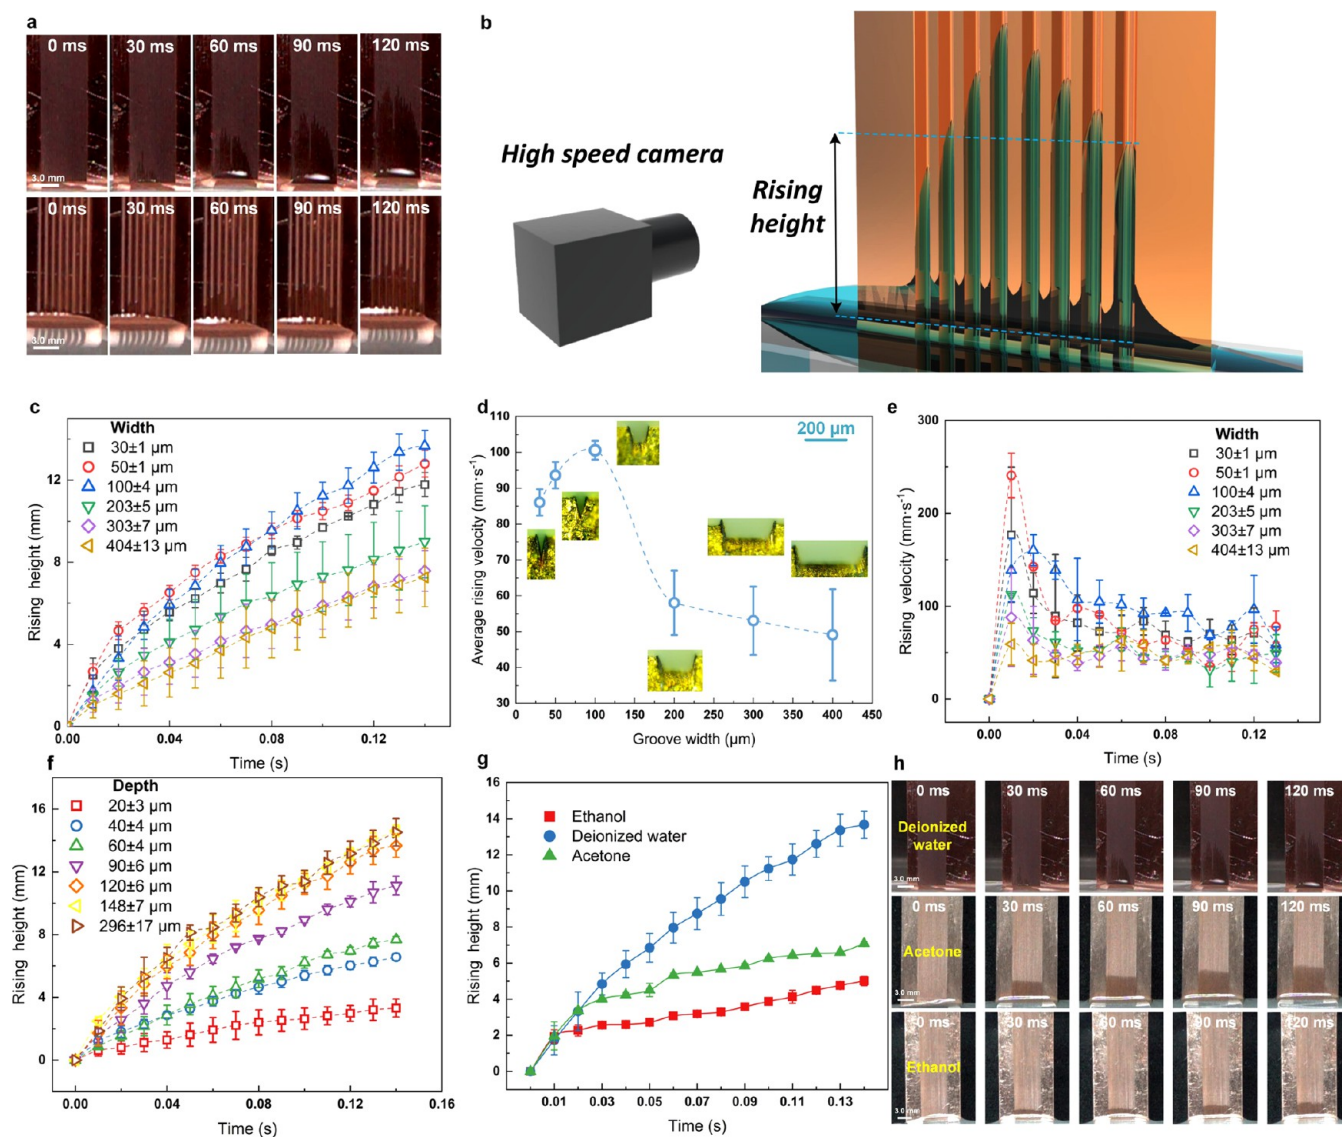 a
0 ms 30 ms 60 ms 90 ms 120 ms
3.0 mm
0 ms 30 ms 60 ms 90 ms 120 ms
3.0 mm
b
High speed camera
Rising
height
c
Width
30±1 µm
50±1 µm
100±4 µm
203±5 µm
303±7 µm
404±13 µm
Rising height (mm)
12
8
4
0
0.00 0.04 0.08 0.12
Time (s)
d
200 µm
Average rising velocity (mm·s⁻¹)
110
100
90
80
70
60
50
40
30
0 50 100 150 200 250 300 350 400 450
Groove width (µm)
e
Width
30±1 µm
50±1 µm
100±4 µm
203±5 µm
303±7 µm
404±13 µm
Rising velocity (mm·s⁻¹)
300
200
100
0
0.00 0.04 0.08 0.12
Time (s)
f
Depth
20±3 µm
40±4 µm
60±4 µm
90±6 µm
120±6 µm
148±7 µm
296±17 µm
Rising height (mm)
16
12
8
4
0
0.00 0.04 0.08 0.12 0.16
Time (s)
g
Ethanol
Deionized water
Acetone
Rising height (mm)
16
14
12
10
8
6
4
2
0
0.01 0.03 0.05 0.07 0.09 0.11 0.13
Time (s)
h
0 ms 30 ms 60 ms 90 ms 120 ms
Deionized
water
3.0 mm
0 ms 30 ms 60 ms 90 ms 120 ms
Acetone
3.0 mm
0 ms 30 ms 60 ms 90 ms 120 ms
Ethanol
3.0 mm